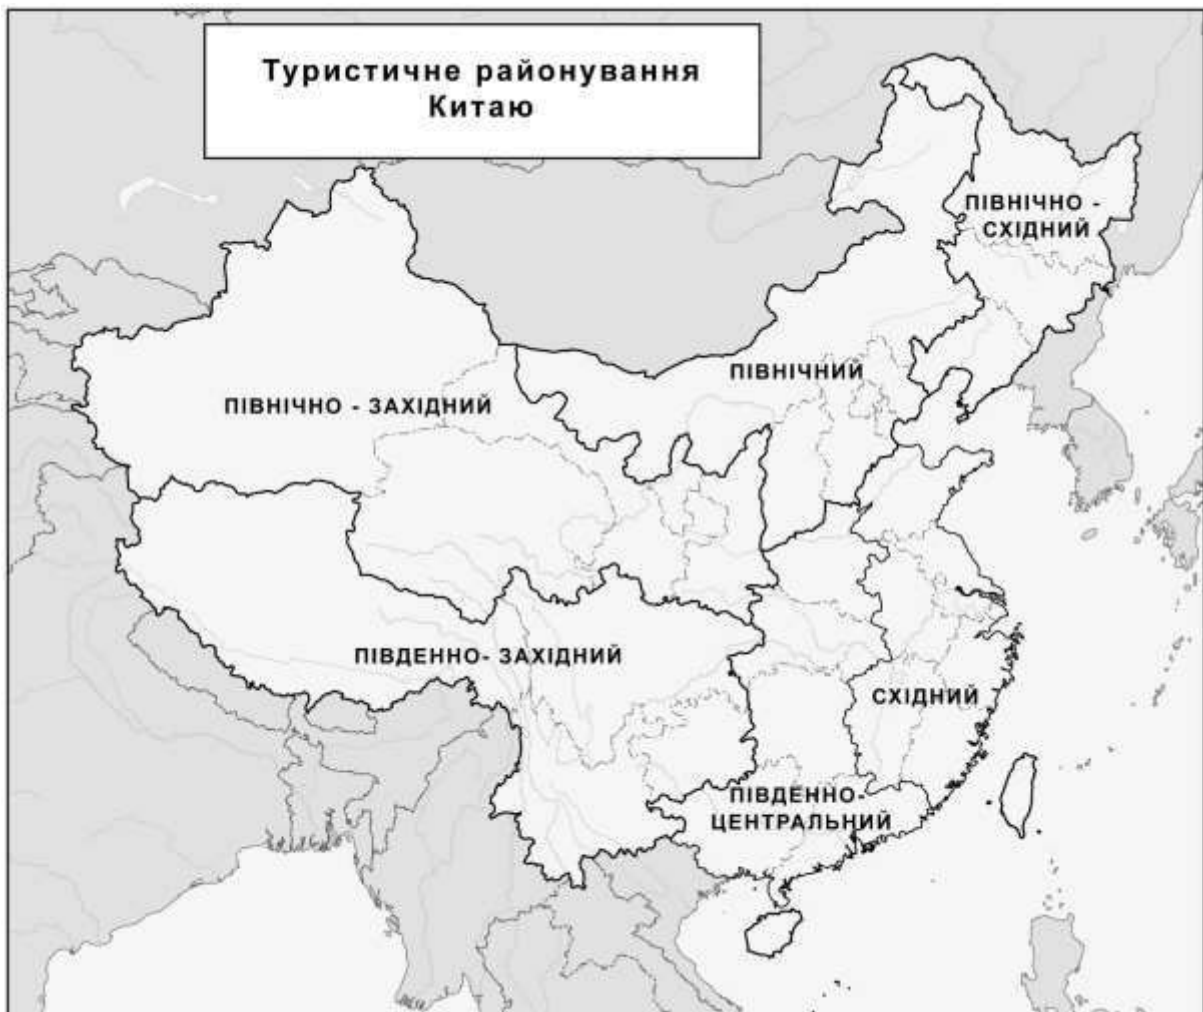 Туристичне районування
Китаю
ПІВНІЧНО -
СХІДНИЙ
ПІВНІЧНИЙ
ПІВНІЧНО - ЗАХІДНИЙ
ПІВДЕННО- ЗАХІДНИЙ
СХІДНИЙ
ПІВДЕННО-
ЦЕНТРАЛЬНИЙ